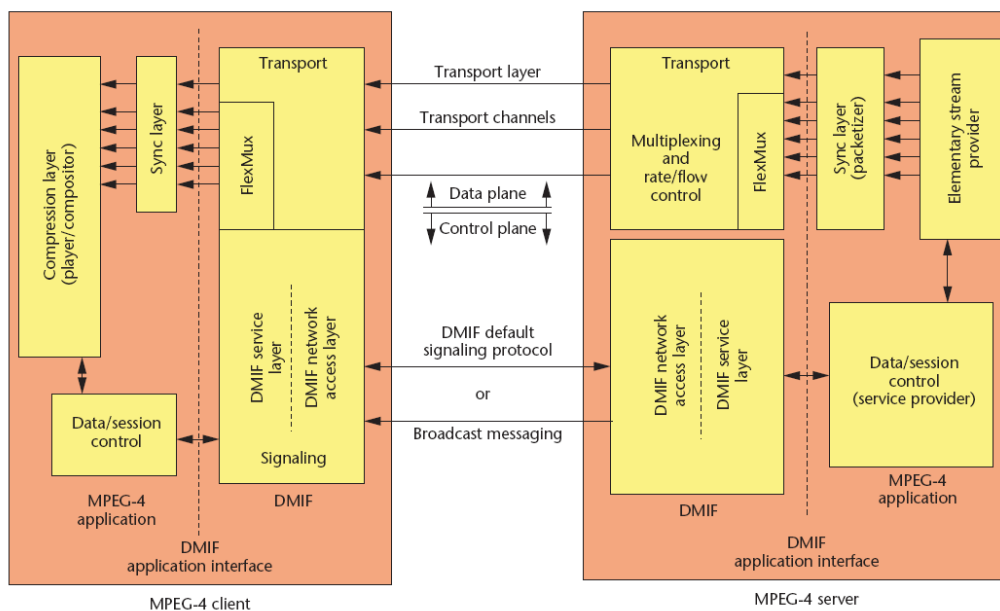 Compression layer
(player/compositor)
Sync layer
Transport
FlexMux
DMIF service
layer
DMIF network
access layer
Signaling
Data/session
control
MPEG-4
application
DMIF
DMIF
application interface
MPEG-4 client
Transport layer
Transport channels
Data plane
Control plane
DMIF default
signaling protocol
or
Broadcast messaging
Transport
Multiplexing
and
rate/flow
control
FlexMux
Sync layer
(packetizer)
Elementary stream
provider
DMIF network
access layer
DMIF service
layer
Data/session
control
(service provider)
MPEG-4
application
DMIF
DMIF
application interface
MPEG-4 server